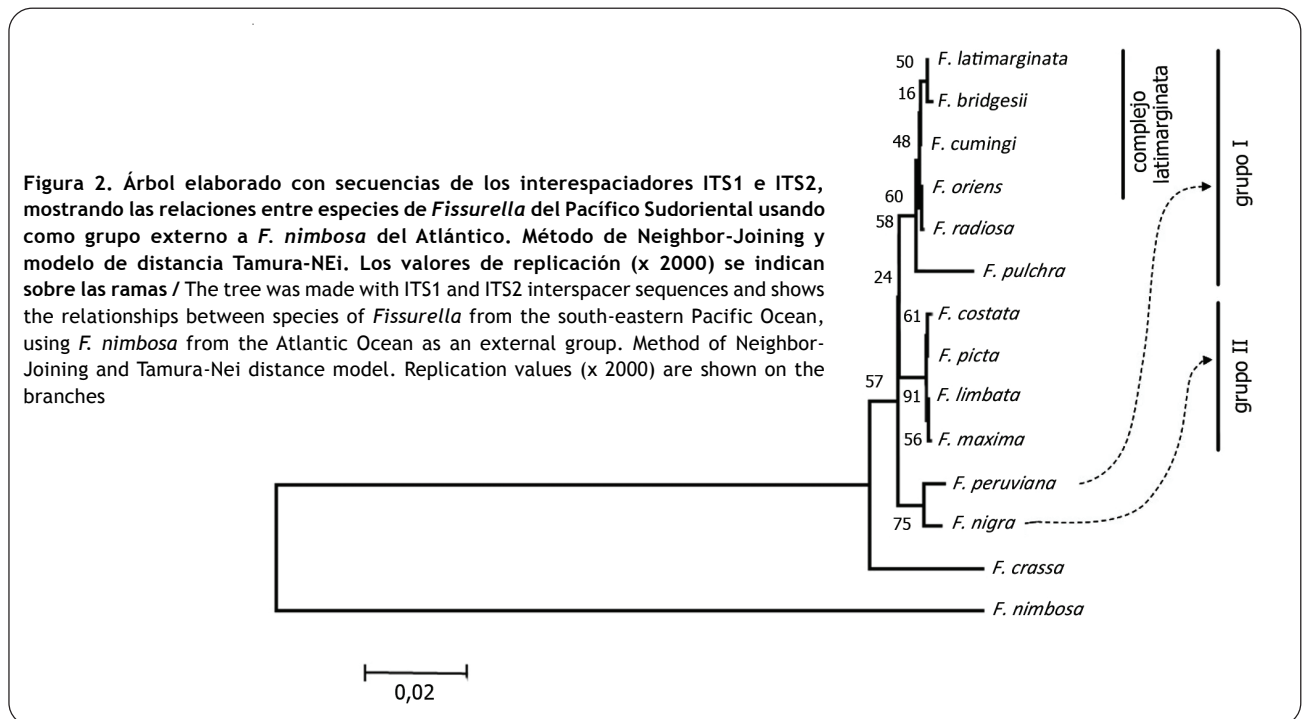 Figura 2. Árbol elaborado con secuencias de los interespaciadores ITS1 e ITS2,
mostrando las relaciones entre especies de Fissurella del Pacífico Sudoriental usando
como grupo externo a F. nimbosa del Atlántico. Método de Neighbor-Joining y
modelo de distancia Tamura-NEi. Los valores de replicación (x 2000) se indican
sobre las ramas / The tree was made with ITS1 and ITS2 interspacer sequences and shows
the relationships between species of Fissurella from the south-eastern Pacific Ocean,
using F. nimbosa from the Atlantic Ocean as an external group. Method of Neighbor-
Joining and Tamura-Nei distance model. Replication values (x 2000) are shown on the
branches
50
F. latimarginata
16
F. bridgesii
48
F. cumingi
60
F. oriens
58
F. radiosa
24
F. pulchra
61
F. costata
F. picta
57
91
F. limbata
56
F. maxima
F. peruviana
75
F. nigra
F. crassa
F. nimbosa
complejo
latimarginata
grupo I
grupo II
0,02